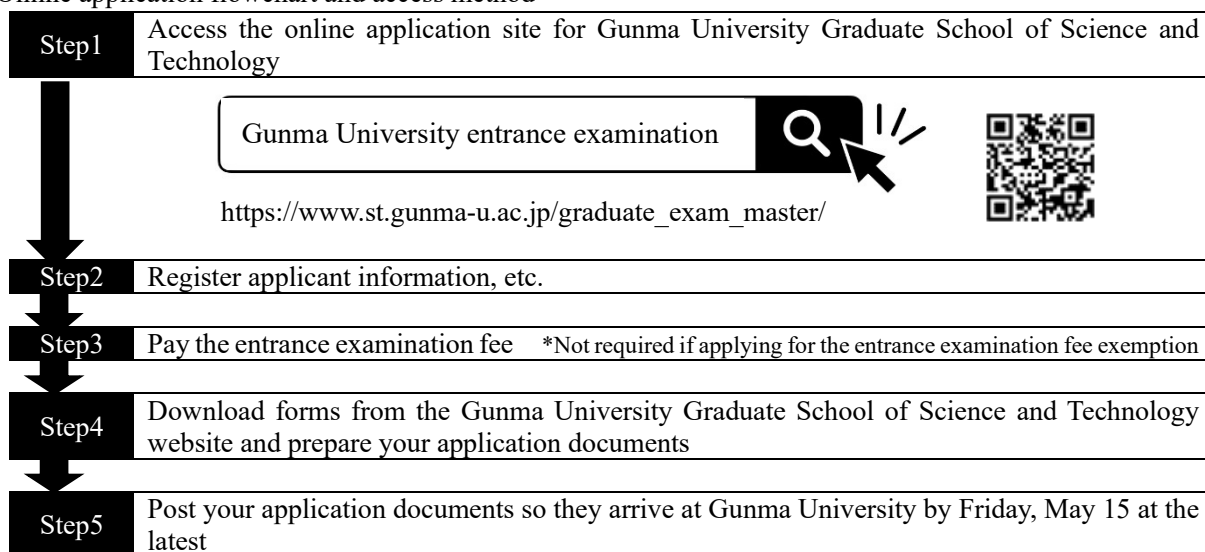 Online application flowchart and access method
Step1
Access the online application site for Gunma University Graduate School of Science and
Technology
Gunma University entrance examination
https://www.st.gunma-u.ac.jp/graduate_exam_master/
Step2
Register applicant information, etc.
Step3
Pay the entrance examination fee *Not required if applying for the entrance examination fee exemption
Step4
Download forms from the Gunma University Graduate School of Science and Technology
website and prepare your application documents
Step5
Post your application documents so they arrive at Gunma University by Friday, May 15 at the
latest